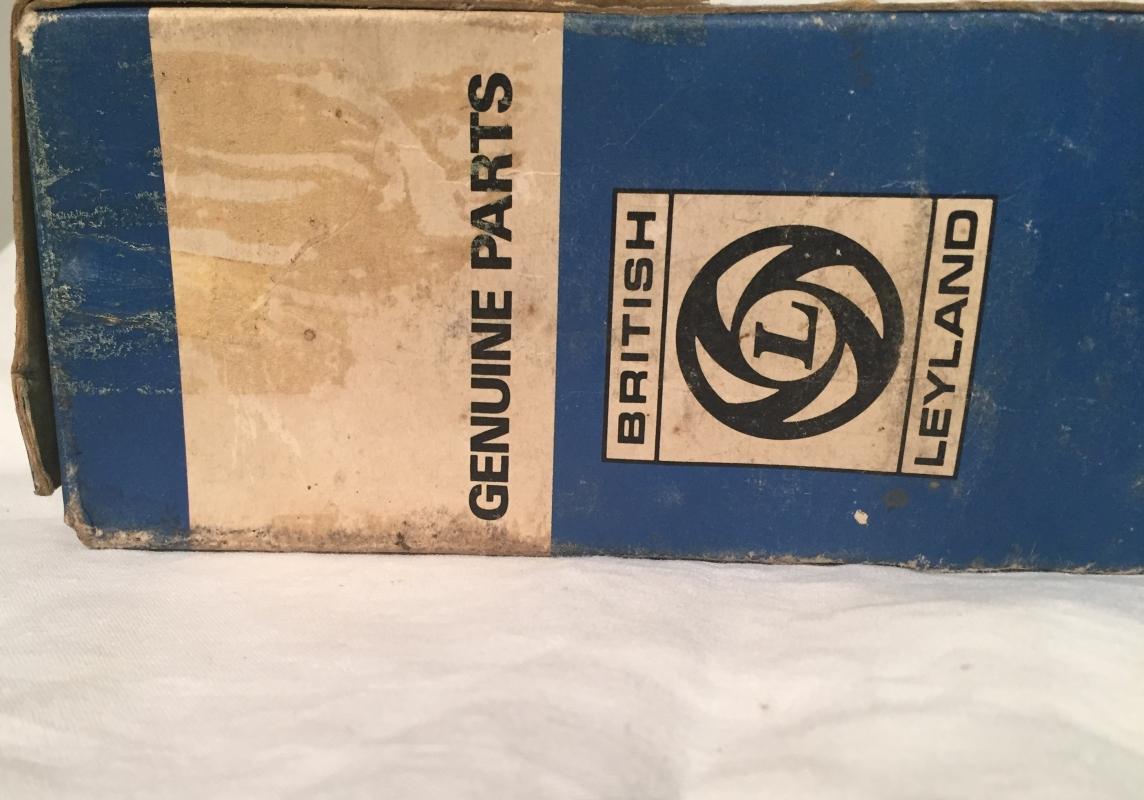 GENUINE PARTS
BRITISH
L
LEYLAND